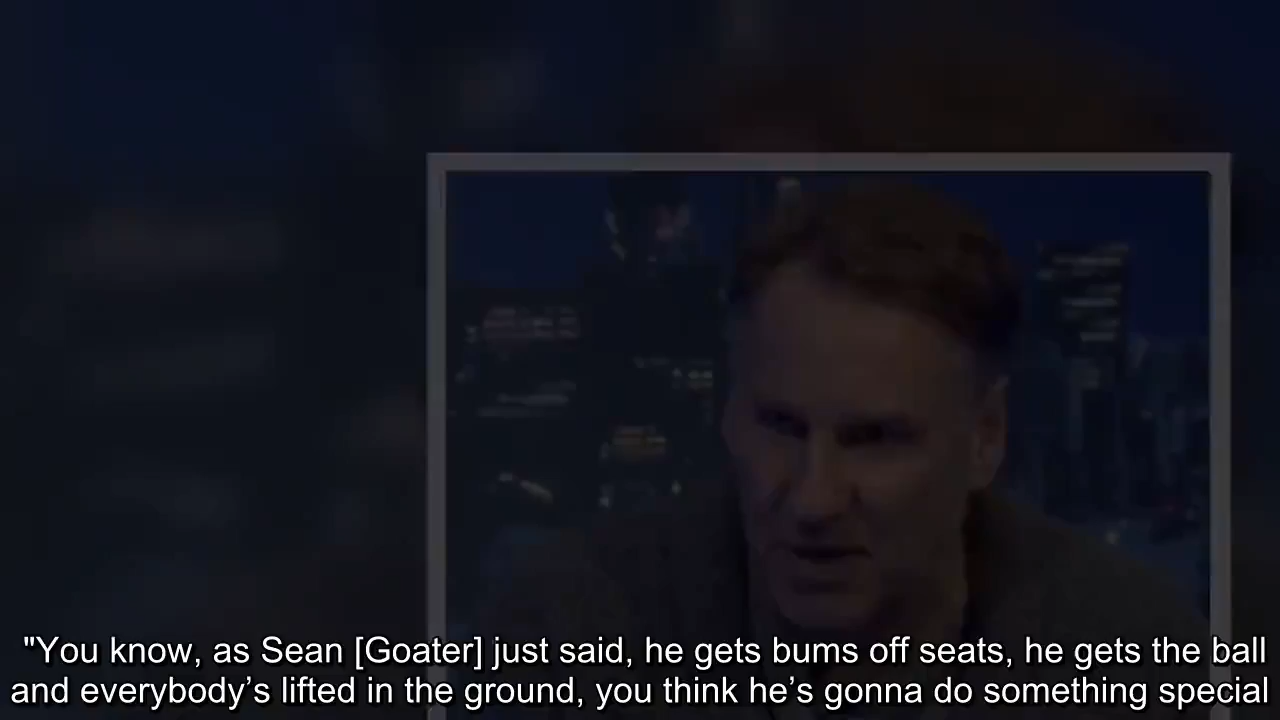 "You know, as Sean [Goater] just said, he gets bums off seats, he gets the ball
and everybody’s lifted in the ground, you think he’s gonna do something special